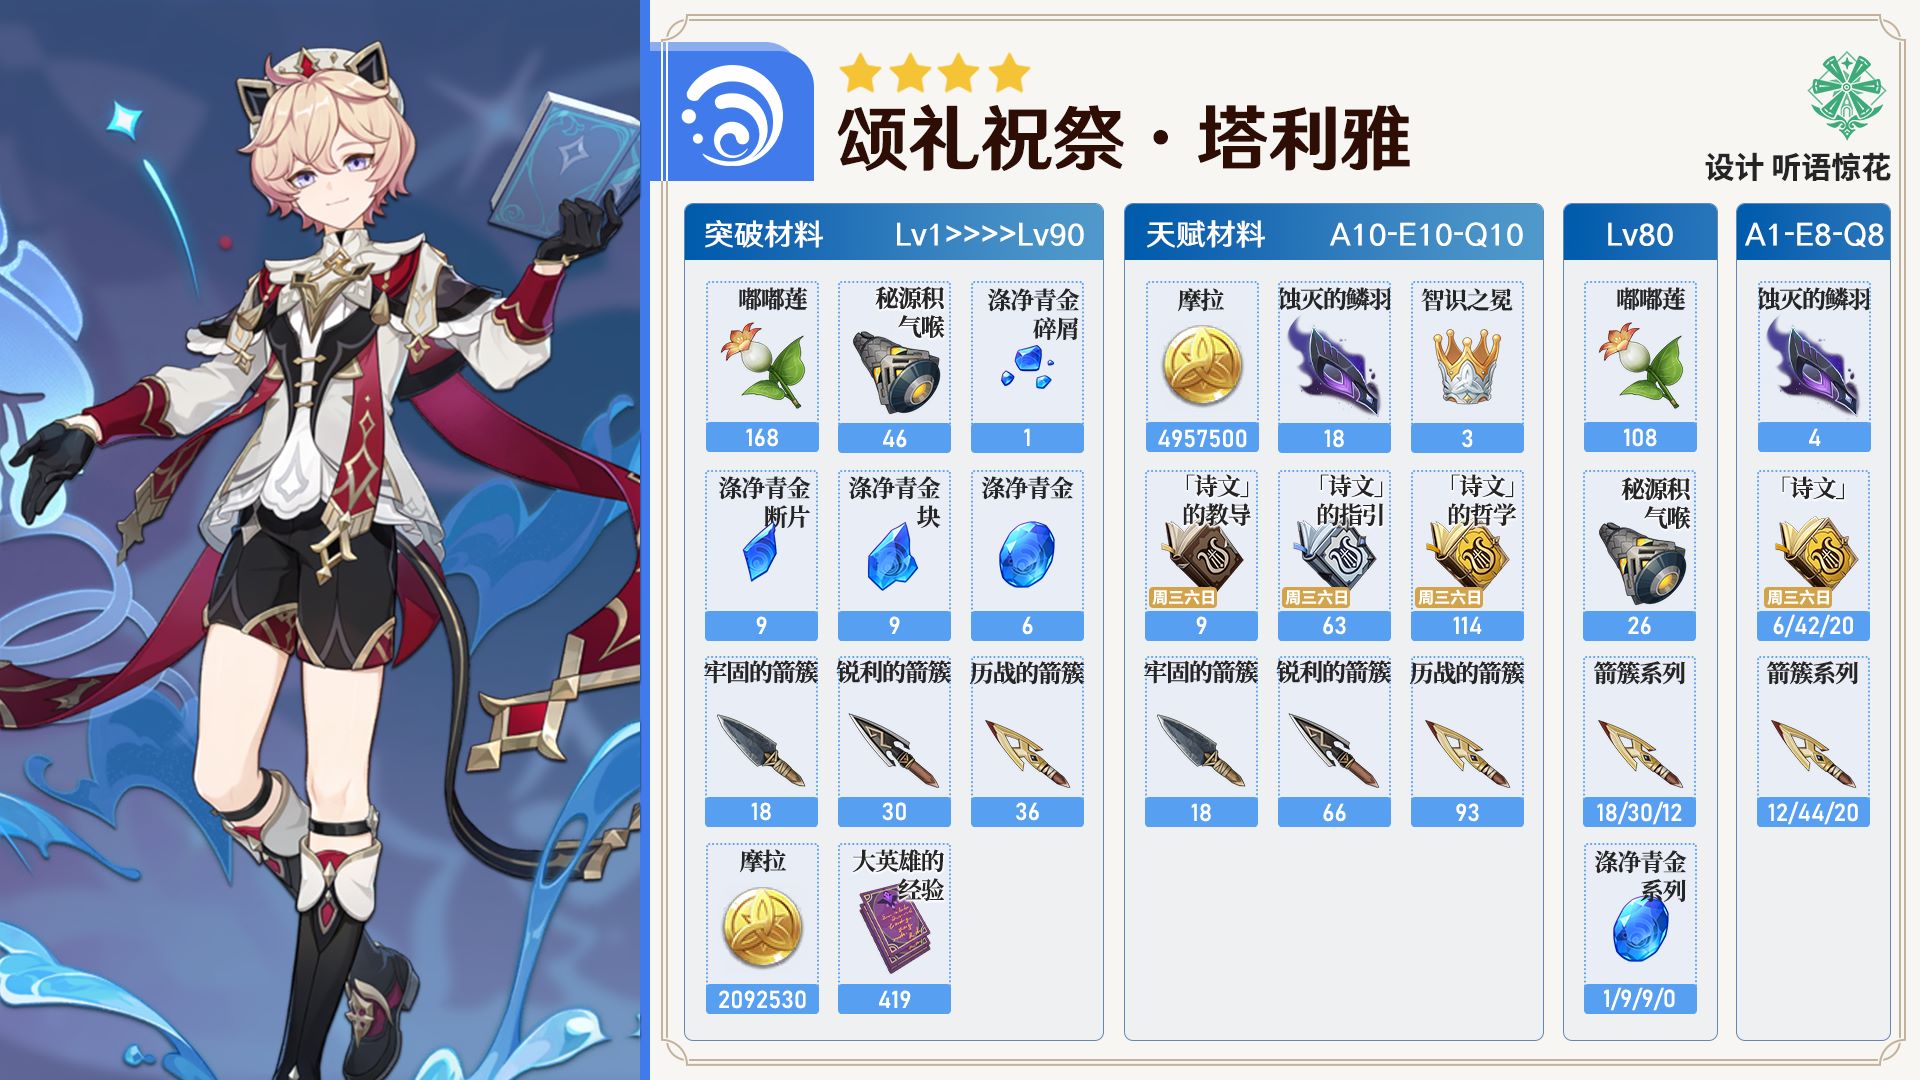 颂礼祝祭·塔利雅
设计 听语惊花
突破材料 Lv1>>>>Lv90
嘟嘟莲
168
秘源积
气喉
46
涤净青金
碎屑
1
涤净青金
断片
9
涤净青金
块
9
涤净青金
6
牢固的箭簇
18
锐利的箭簇
30
历战的箭簇
36
摩拉
2092530
大英雄的
经验
419
天赋材料 A10-E10-Q10
摩拉
4957500
蚀灭的鳞羽
18
智识之冕
3
「诗文」
的教导
周三六日
9
「诗文」
的指引
周三六日
63
「诗文」
的哲学
周三六日
114
牢固的箭簇
18
锐利的箭簇
66
历战的箭簇
93
Lv80
嘟嘟莲
108
秘源积
气喉
26
箭簇系列
18/30/12
涤净青金
系列
1/9/9/0
A1-E8-Q8
蚀灭的鳞羽
4
「诗文」
周三六日
6/42/20
箭簇系列
12/44/20